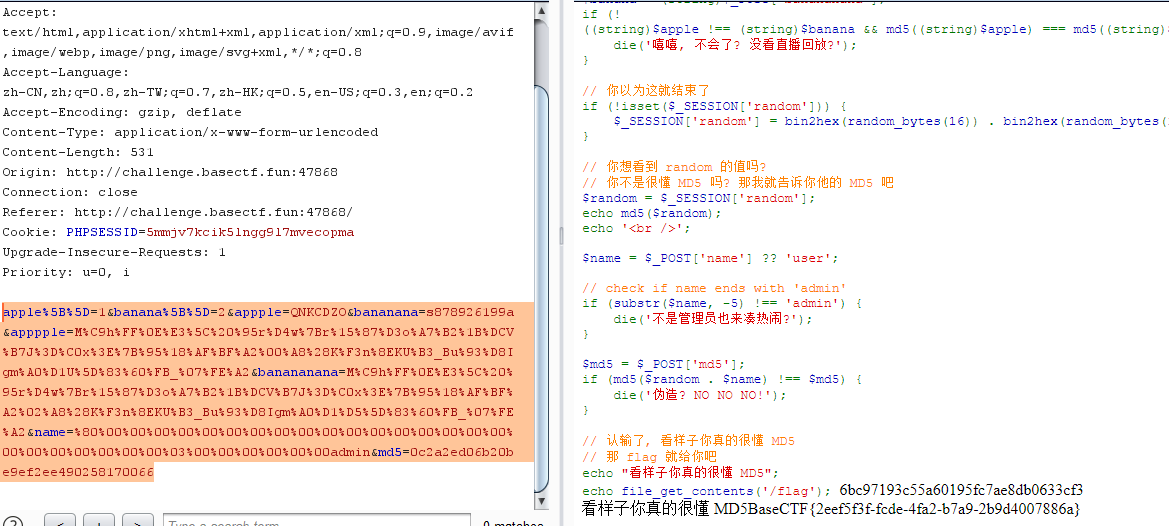 Accept:
text/html,application/xhtml+xml,application/xml;q=0.9,image/avif
,image/webp,image/png,image/svg+xml,*/*;q=0.8
Accept-Language:
zh-CN,zh;q=0.8,zh-TW;q=0.7,zh-HK;q=0.5,en-US;q=0.3,en;q=0.2
Accept-Encoding: gzip, deflate
Content-Type: application/x-www-form-urlencoded
Content-Length: 531
Origin: http://challenge.basectf.fun:47868
Connection: close
Referer: http://challenge.basectf.fun:47868/
Cookie: PHPSESSID=5mmjv7kcik5lngg9l7mvecopma
Upgrade-Insecure-Requests: 1
Priority: u=0, i
apple%5B%5D=1&banana%5B%5D=2&appple=QNKCDZO&bananana=s878926199a
&apppple=M%C9h%FF%0E%E3%5C%20%95r%D4w%7Br%15%87%D3o%A7%B2%1B%DCV
%B7J%3D%C0x%3E%7B%95%18%AF%BF%A2%00%A8%28K%F3n%8EKU%B3_Bu%93%D8I
gm%A0%D1U%5D%83%60%FB_%07%FE%A2&banananana=M%C9h%FF%0E%E3%5C%20%
95r%D4w%7Br%15%87%D3o%A7%B2%1B%DCV%B7J%3D%C0x%3E%7B%95%18%AF%BF%
A2%02%A8%28K%F3n%8EKU%B3_Bu%93%D8Igm%A0%D1%D5%5D%83%60%FB_%07%FE
%A2&name=%80%00%00%00%00%00%00%00%00%00%00%00%00%00%00%00%00%00%
00%00%00%00%00%00%03%00%00%00%00%00%00admin&md5=0c2a2ed06b20b
e9ef2ee490258170066
?
<
+
>
Type a search term
0 matches
if (!
((string)$apple !== (string)$banana && md5((string)$apple) === md5((string)
die('嘻嘻, 不会了? 没看直播回放?');
}
// 你以为这就结束了
if (!isset($_SESSION['random'])) {
$_SESSION['random'] = bin2hex(random_bytes(16)) . bin2hex(random_bytes(
}
// 你想看到 random 的值吗?
// 你不是很懂 MD5 吗? 那我就告诉你他的 MD5 吧
$random = $_SESSION['random'];
echo md5($random);
echo '<br />';
$name = $_POST['name'] ?? 'user';
// check if name ends with 'admin'
if (substr($name, -5) !== 'admin') {
die('不是管理员也来凑热闹?');
}
$md5 = $_POST['md5'];
if (md5($random . $name) !== $md5) {
die('伪造? NO NO NO!');
}
// 认输了, 看样子你真的很懂 MD5
// 那 flag 就给你吧
echo "看样子你真的很懂 MD5";
echo file_get_contents('/flag'); 6bc97193c55a60195fc7ae8db0633cf3
看样子你真的很懂 MD5BaseCTF{2eef5f3f-fcde-4fa2-b7a9-2b9d4007886a}